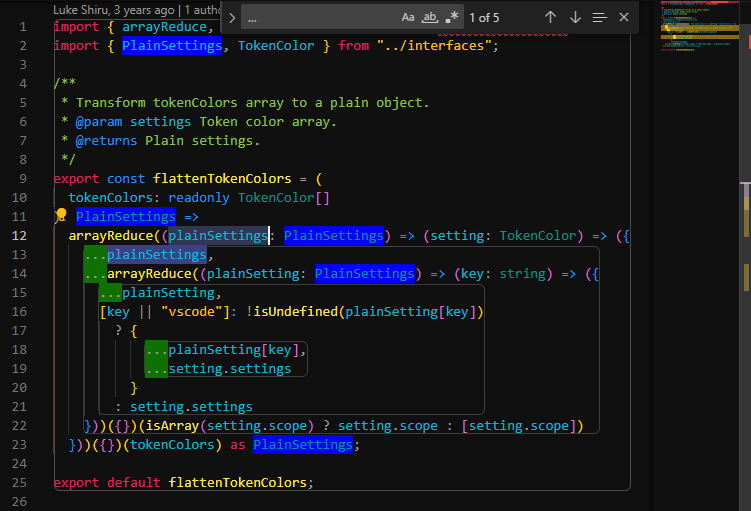 Luke Shiru, 3 years ago | 1 autho
... Aa ab .* 1 of 5
1 import { arrayReduce,
2 import { PlainSettings, TokenColor } from "../interfaces";
3
4 /**
5 * Transform tokenColors array to a plain object.
6 * @param settings Token color array.
7 * @returns Plain settings.
8 */
9 export const flattenTokenColors = (
10 tokenColors: readonly TokenColor[]
11 ): PlainSettings =>
12 arrayReduce((plainSettings: PlainSettings) => (setting: TokenColor) => ({
13 ...plainSettings,
14 ...arrayReduce((plainSetting: PlainSettings) => (key: string) => ({
15 ...plainSetting,
16 [key || "vscode"]: !isUndefined(plainSetting[key])
17 ? {
18 ...plainSetting[key],
19 ...setting.settings
20 }
21 : setting.settings
22 }))({})(isArray(setting.scope) ? setting.scope : [setting.scope])
23 }))({})(tokenColors) as PlainSettings;
24
25 export default flattenTokenColors;
26